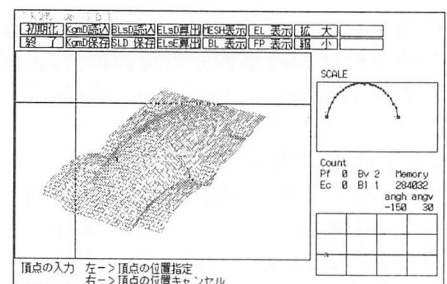 初期化 KgmD読込 BLsD読込 ELsD算出 MESH表示 EL 表示 拡 大
終 了 KgmD保存 SLD 保存 ELsE算出 BL 表示 FP 表示 縮 小
SCALE
Count
Pf 0 Bv 2 Memory
Ec 0 Bl 1 284032
angh angv
-150 30
頂点の入力 左ー>頂点の位置指定
右ー>頂点の位置キャンセル